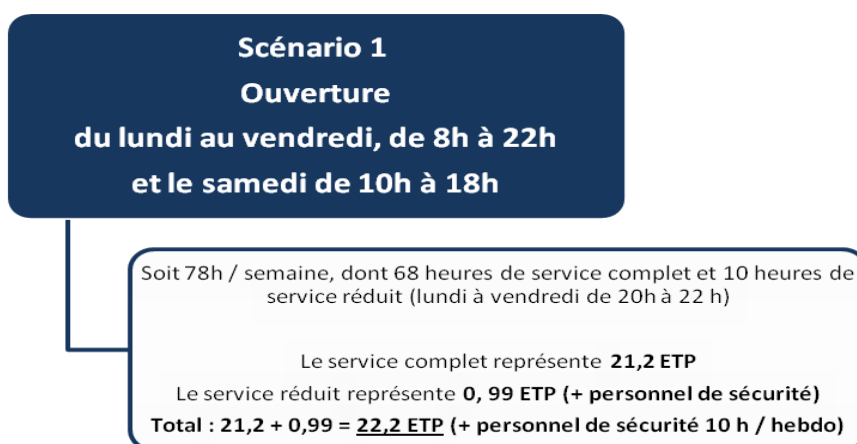 Scénario 1
Ouverture
du lundi au vendredi, de 8h à 22h
et le samedi de 10h à 18h
Soit 78h / semaine, dont 68 heures de service complet et 10 heures de
service réduit (lundi à vendredi de 20h à 22 h)
Le service complet représente 21,2 ETP
Le service réduit représente 0, 99 ETP (+ personnel de sécurité)
Total : 21,2 + 0,99 = 22,2 ETP (+ personnel de sécurité 10 h / hebdo)